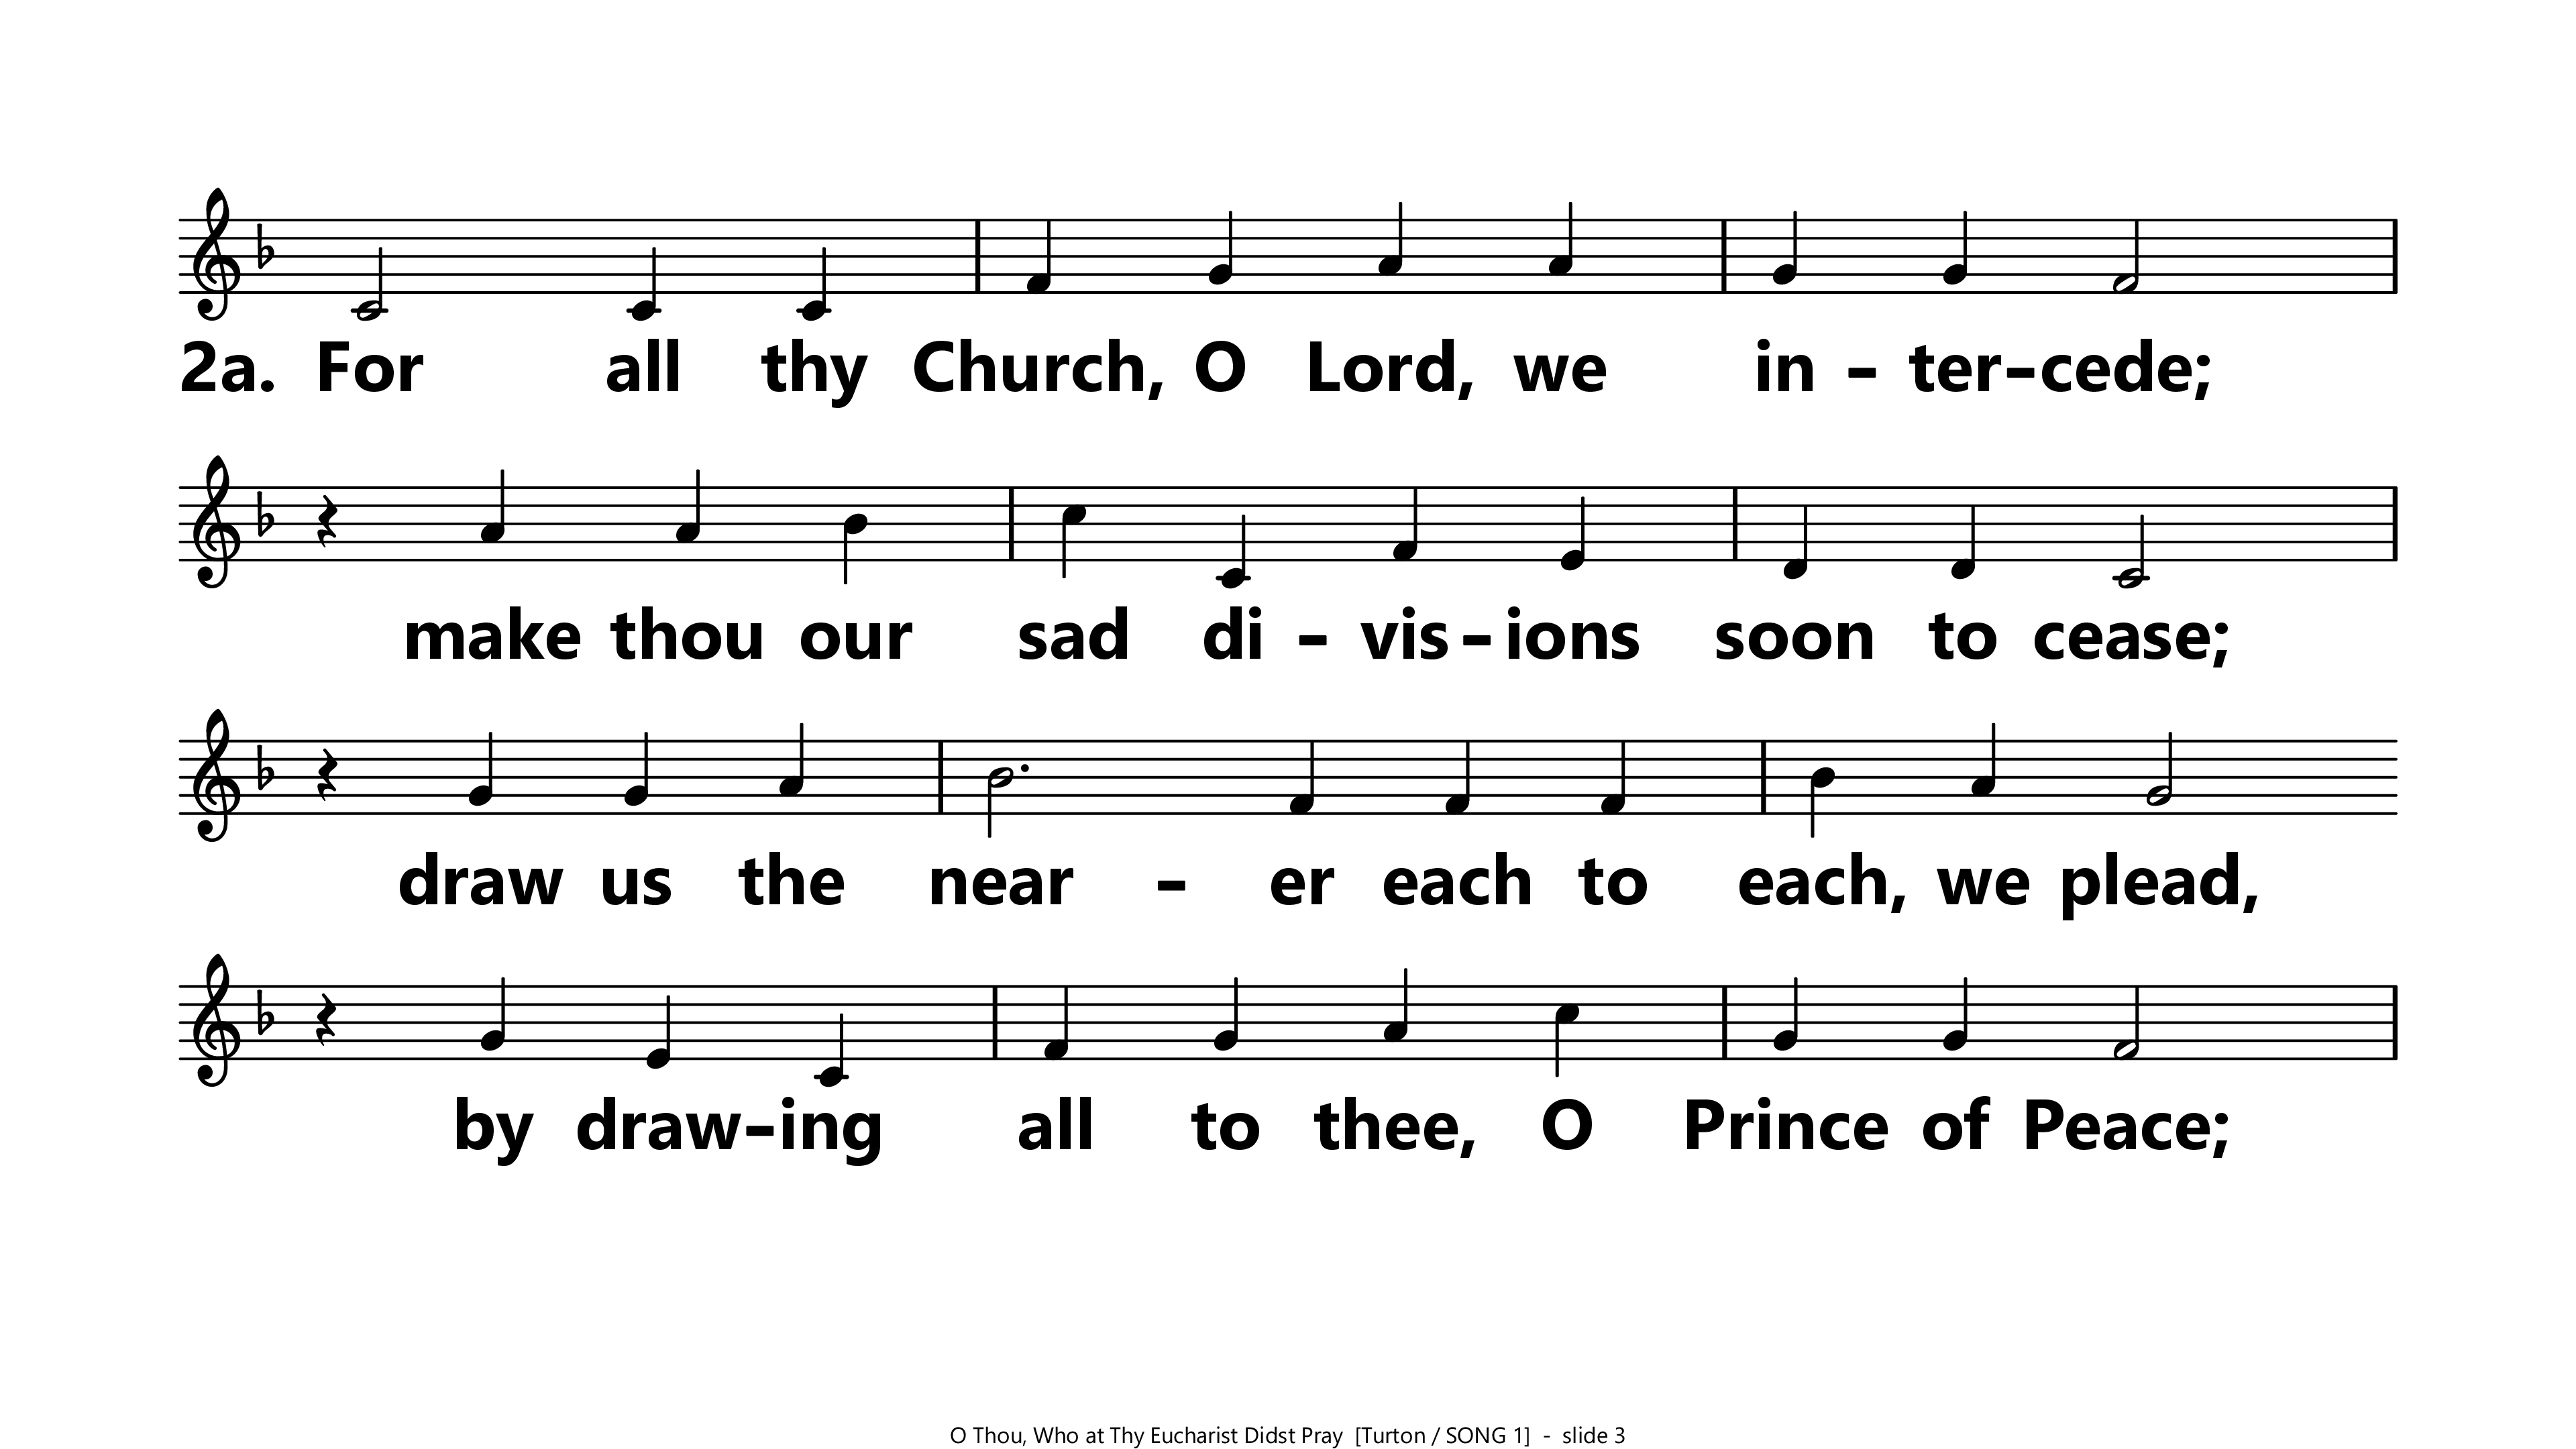 2a. For all thy Church, O Lord, we in - ter-cede;
make thou our sad di - vis - ions soon to cease;
draw us the near - er each to each, we plead,
by draw-ing all to thee, O Prince of Peace;
O Thou, Who at Thy Eucharist Didst Pray [Turton / SONG 1] - slide 3